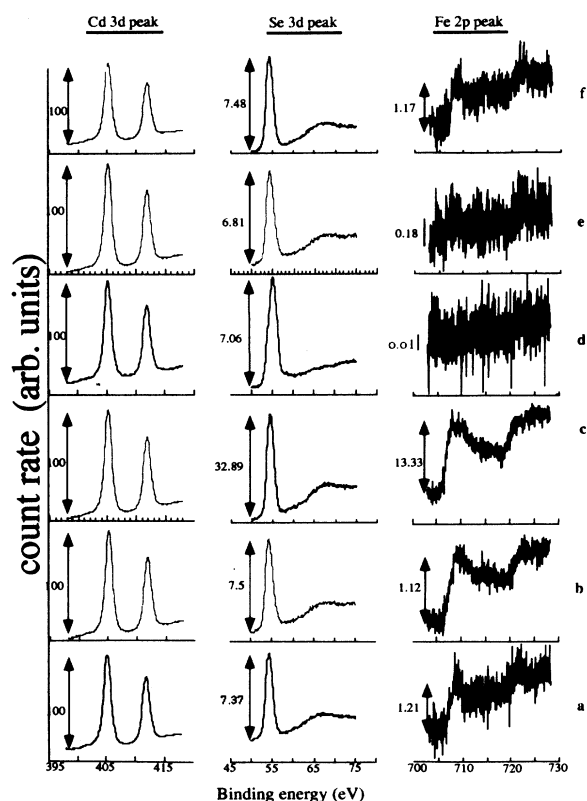 Cd 3d peak Se 3d peak Fe 2p peak
100 7.48 1.17 f
100 6.81 0.18 e
100 7.06 0.01 d
100 32.89 13.33 c
100 7.5 1.12 b
100 7.37 1.21 a
count rate (arb. units)
395 405 415 45 55 65 75 700 710 720 730
Binding energy (eV)